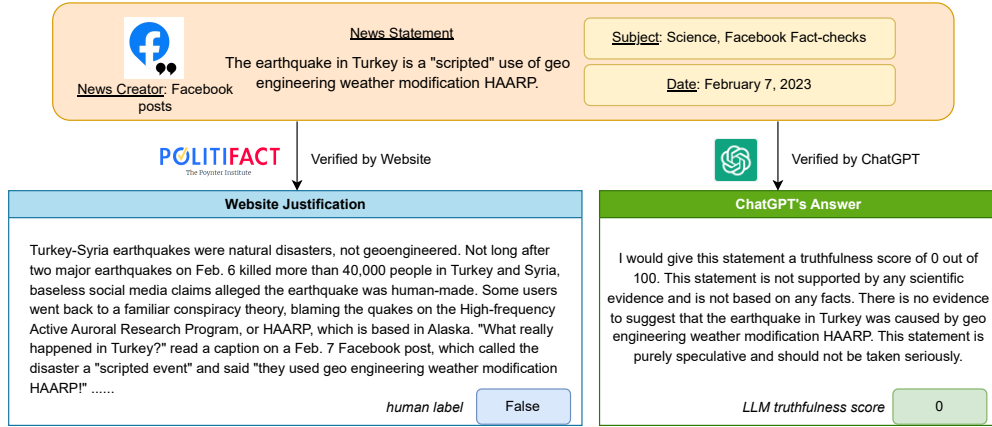 News Creator: Facebook
posts
News Statement
The earthquake in Turkey is a "scripted" use of geo
engineering weather modification HAARP.
Subject: Science, Facebook Fact-checks
Date: February 7, 2023
POLITIFACT
The Poynter Institute
Verified by Website
Verified by ChatGPT
Website Justification
Turkey-Syria earthquakes were natural disasters, not geoengineered. Not long after
two major earthquakes on Feb. 6 killed more than 40,000 people in Turkey and Syria,
baseless social media claims alleged the earthquake was human-made. Some users
went back to a familiar conspiracy theory, blaming the quakes on the High-frequency
Active Auroral Research Program, or HAARP, which is based in Alaska. "What really
happened in Turkey?" read a caption on a Feb. 7 Facebook post, which called the
disaster a "scripted event" and said "they used geo engineering weather modification
HAARP!" ......
human label
False
ChatGPT's Answer
I would give this statement a truthfulness score of 0 out of
100. This statement is not supported by any scientific
evidence and is not based on any facts. There is no evidence
to suggest that the earthquake in Turkey was caused by geo
engineering weather modification HAARP. This statement is
purely speculative and should not be taken seriously.
LLM truthfulness score
0